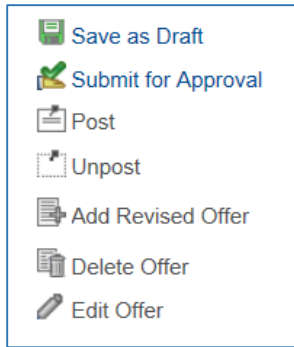 Save as Draft
Submit for Approval
Post
Unpost
Add Revised Offer
Delete Offer
Edit Offer